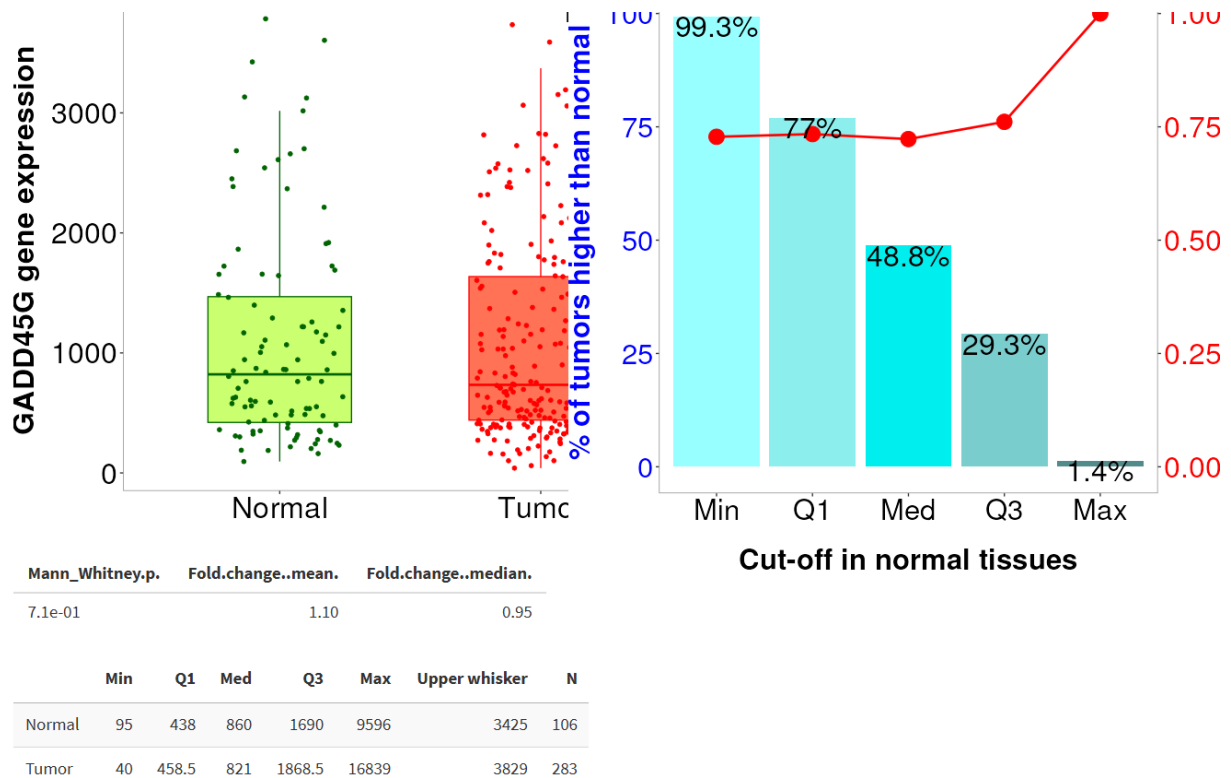 GADD45G gene expression
3000
2000
1000
0
Normal
% of tumors higher than normal
100
75
50
25
0
99.3%
77%
48.8%
29.3%
1.4%
1.00
0.75
0.50
0.25
0.00
Min Q1 Med Q3 Max
Cut-off in normal tissues
Mann_Whitney.p. Fold.change..mean. Fold.change..median.
7.1e-01 1.10 0.95
Min Q1 Med Q3 Max Upper whisker N
Normal 95 438 860 1690 9596 3425 106
Tumor 40 458.5 821 1868.5 16839 3829 283